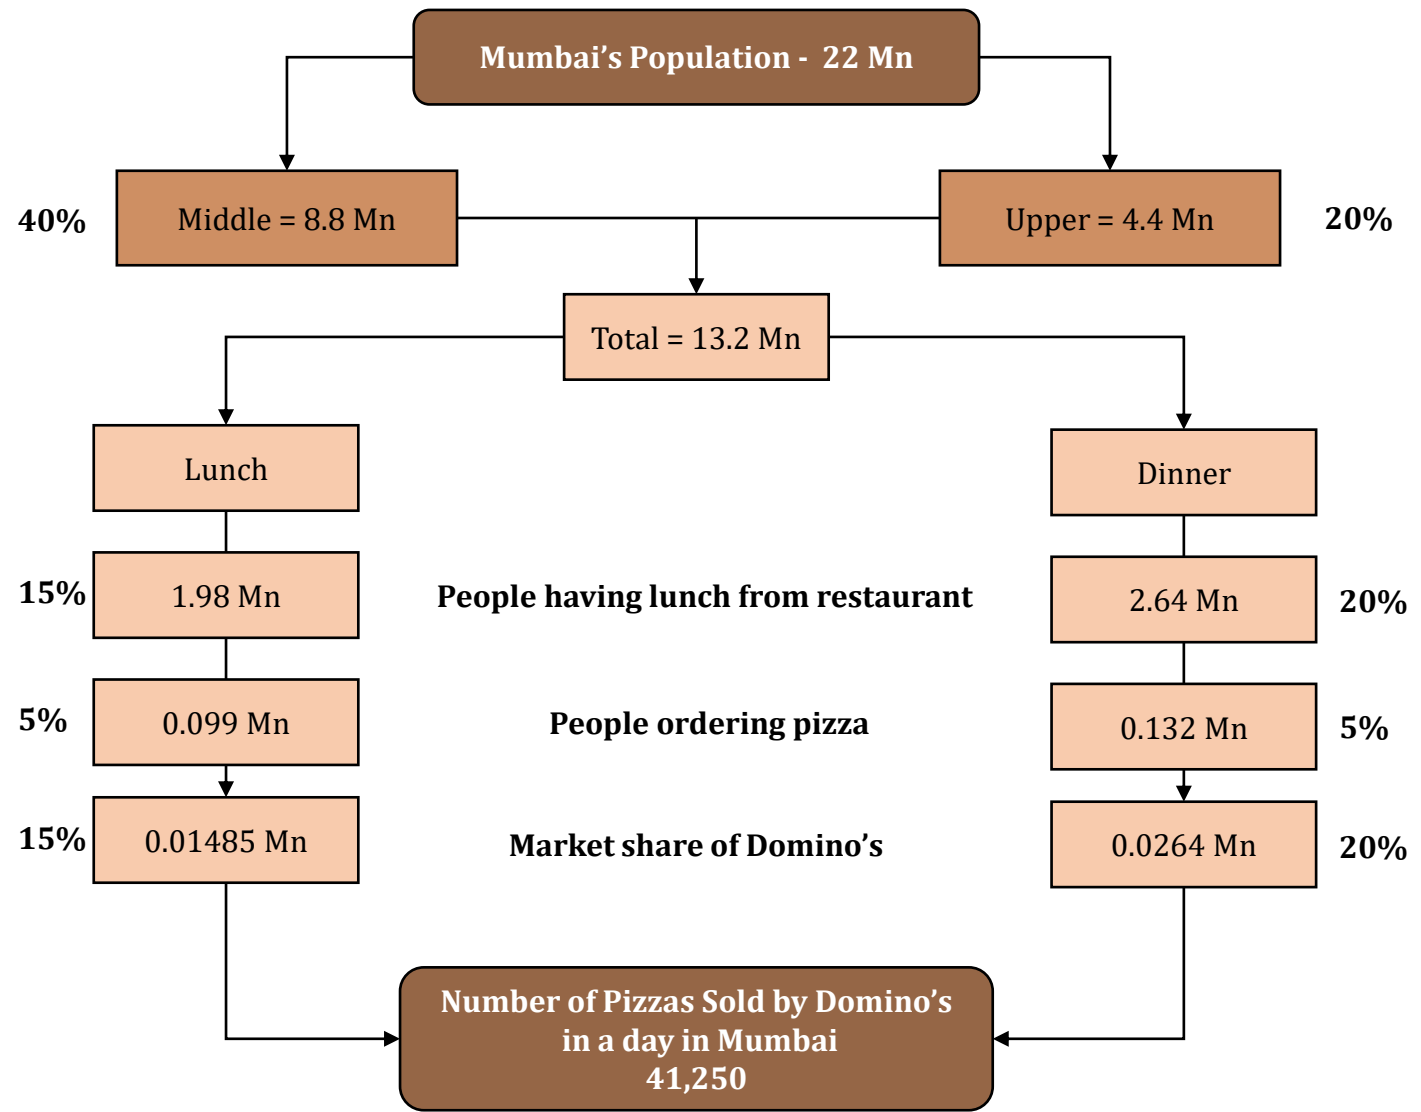 Mumbai’s Population -  22 Mn
40%
Middle = 8.8 Mn
Upper = 4.4 Mn
20%
Total = 13.2 Mn
Lunch
Dinner
15%
1.98 Mn
People having lunch from restaurant
2.64 Mn
20%
5%
0.099 Mn
People ordering pizza
0.132 Mn
5%
15%
0.01485 Mn
Market share of Domino’s
0.0264 Mn
20%
Number of Pizzas Sold by Domino’s
in a day in Mumbai
41,250